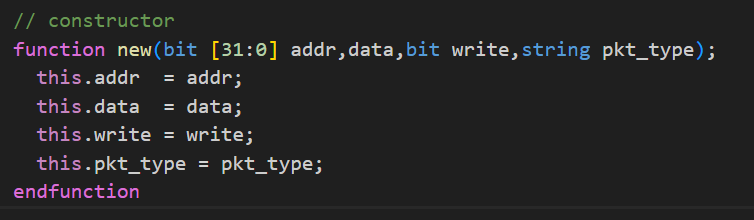 // constructor
function new(bit [31:0] addr,data,bit write,string pkt_type);
  this.addr  = addr;
  this.data  = data;
  this.write = write;
  this.pkt_type = pkt_type;
endfunction